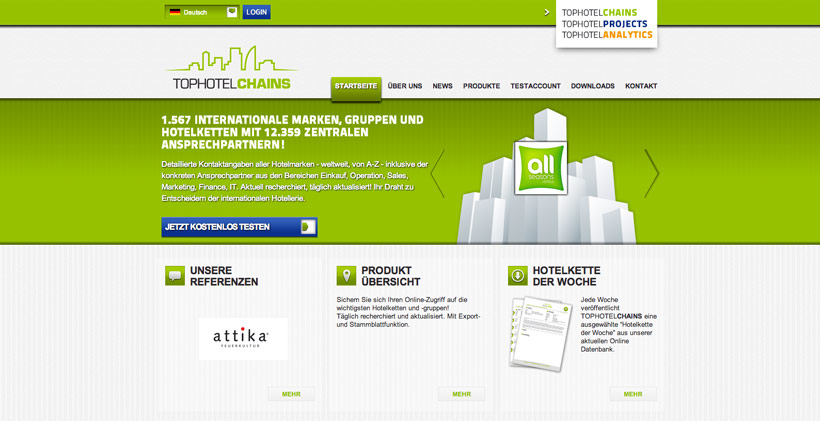 Deutsch
LOGIN
TOPHOTELCHAINS
TOPHOTELPROJECTS
TOPHOTELANALYTICS
TOPHOTELCHAINS
STARTSEITE
ÜBER UNS
NEWS
PRODUKTE
TESTACCOUNT
DOWNLOADS
KONTAKT
1.567 INTERNATIONALE MARKEN, GRUPPEN UND
HOTELKETTEN MIT 12.359 ZENTRALEN
ANSPRECHPARTNERN!
Detaillierte Kontaktangaben aller Hotelmarken - weltweit, von A-Z - inklusive der
konkreten Ansprechpartner aus den Bereichen Einkauf, Operation, Sales,
Marketing, Finance, IT. Aktuell recherchiert, täglich aktualisiert! Ihr Draht zu
Entscheidern der internationalen Hotellerie.
JETZT KOSTENLOS TESTEN
all
seasons
UNSERE
REFERENZEN
attika
FEUERKULTUR
MEHR
PRODUKT
ÜBERSICHT
Sichern Sie sich Ihren Online-Zugriff auf die
wichtigsten Hotelketten und -gruppen!
Täglich recherchiert und aktualisiert. Mit Export-
und Stammblattfunktion.
MEHR
HOTELKETTE
DER WOCHE
Jede Woche
veröffentlicht
TOPHOTELCHAINS eine
ausgewählte "Hotelkette
der Woche" aus unserer
aktuellen Online
Datenbank.
MEHR